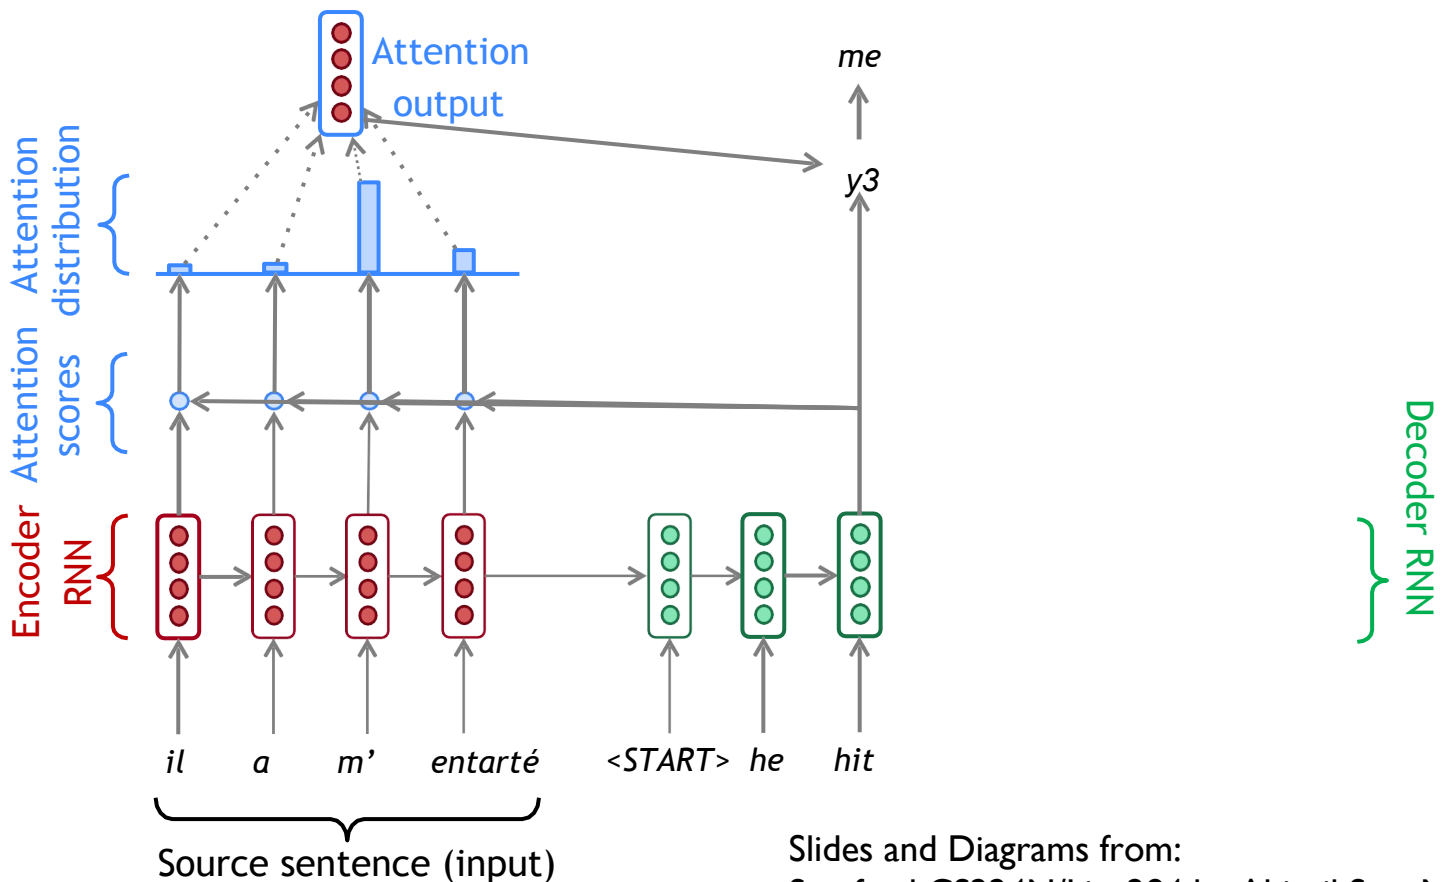 Attention
output
me
y3
Attention
distribution
Attention
scores
Encoder
RNN
Decoder RNN
il a m’ entarté <START> he hit
Source sentence (input)
Slides and Diagrams from: